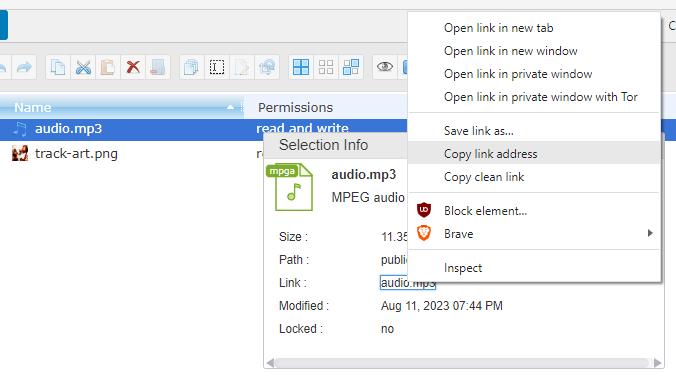 Open link in new tab
Open link in new window
Open link in private window
Open link in private window with Tor
Save link as...
Copy link address
Copy clean link
Block element...
Brave
Inspect
Name
Permissions
audio.mp3
read and write
track-art.png
Selection Info
mpga
audio.mp3
MPEG audio
Size :
11.35
Path :
public
Link :
audio.mp3
Modified :
Aug 11, 2023 07:44 PM
Locked :
no